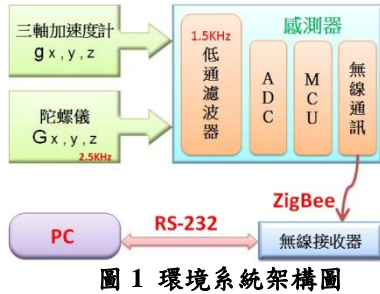 三軸加速度計
g x , y , z
陀螺儀
G x , y , z
2.5KHz
感測器
1.5KHz
低通濾波器
ADC
MCU
無線通訊
ZigBee
PC
RS-232
無線接收器
圖 1 環境系統架構圖